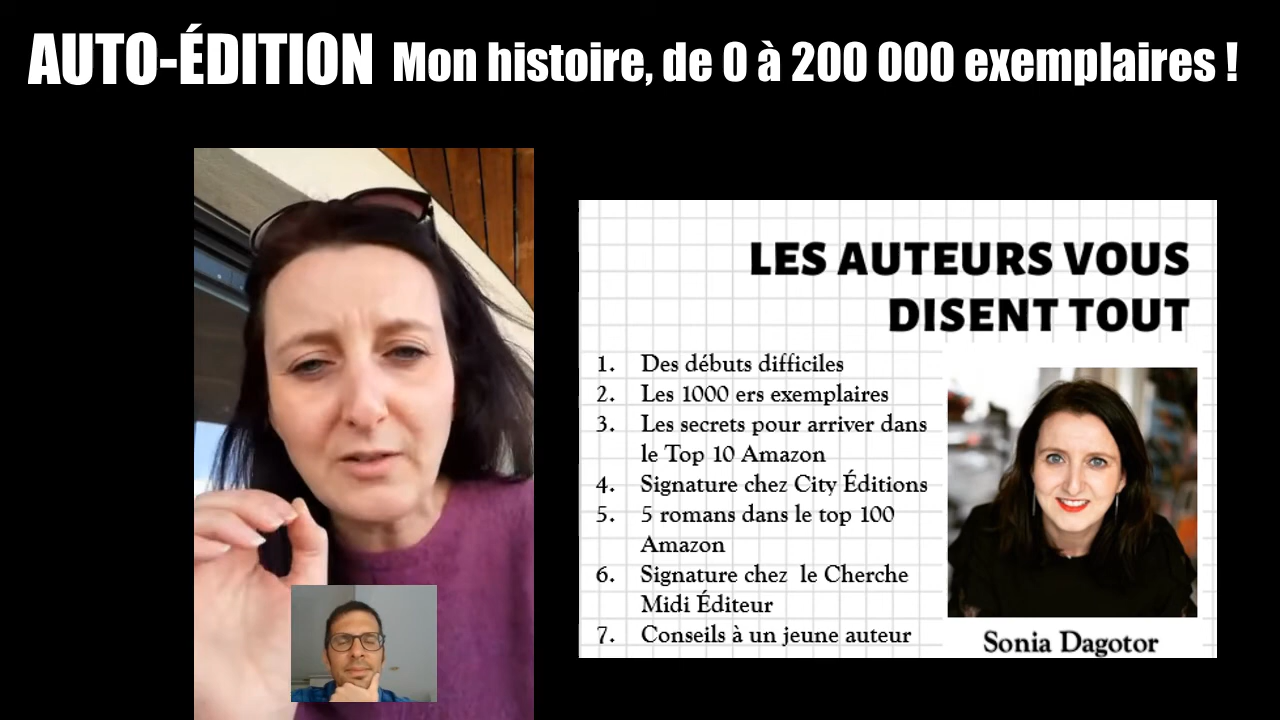 AUTO-ÉDITION Mon histoire, de 0 à 200 000 exemplaires !
LES AUTEURS VOUS
DISENT TOUT
1. Des débuts difficiles
2. Les 1000 ers exemplaires
3. Les secrets pour arriver dans
le Top 10 Amazon
4. Signature chez City Éditions
5. 5 romans dans le top 100
Amazon
6. Signature chez le Cherche
Midi Éditeur
7. Conseils à un jeune auteur
Sonia Dagotor